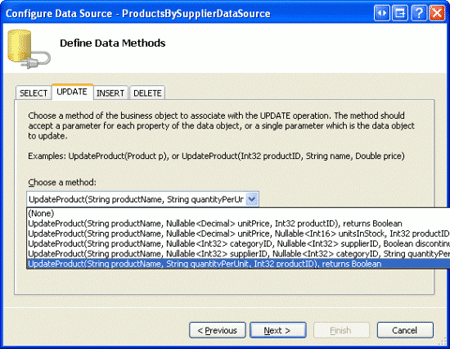 Configure Data Source - ProductsBySupplierDataSource
Define Data Methods
SELECT UPDATE INSERT DELETE
Choose a method of the business object to associate with the UPDATE operation. The method should
accept a parameter for each property of the data object, or a single parameter which is the data object
to update.
Examples: UpdateProduct(Product p), or UpdateProduct(Int32 productID, String name, Double price)
Choose a method:
UpdateProduct(String productName, String quantityPerUr
(None)
UpdateProduct(String productName, Nullable<Decimal> unitPrice, Int32 productID), returns Boolean
UpdateProduct(String productName, Nullable<Decimal> unitPrice, Nullable<Int16> unitsInStock, Int32 productID
UpdateProduct(String productName, Nullable<Int32> categoryID, Nullable<Int32> supplierID, Boolean discontin
UpdateProduct(String productName, Nullable<Int32> supplierID, Nullable<Int32> categoryID, String quantityPer
UpdateProduct(String productName, String quantityPerUnit, Int32 productID), returns Boolean
< Previous Next > Finish Cancel